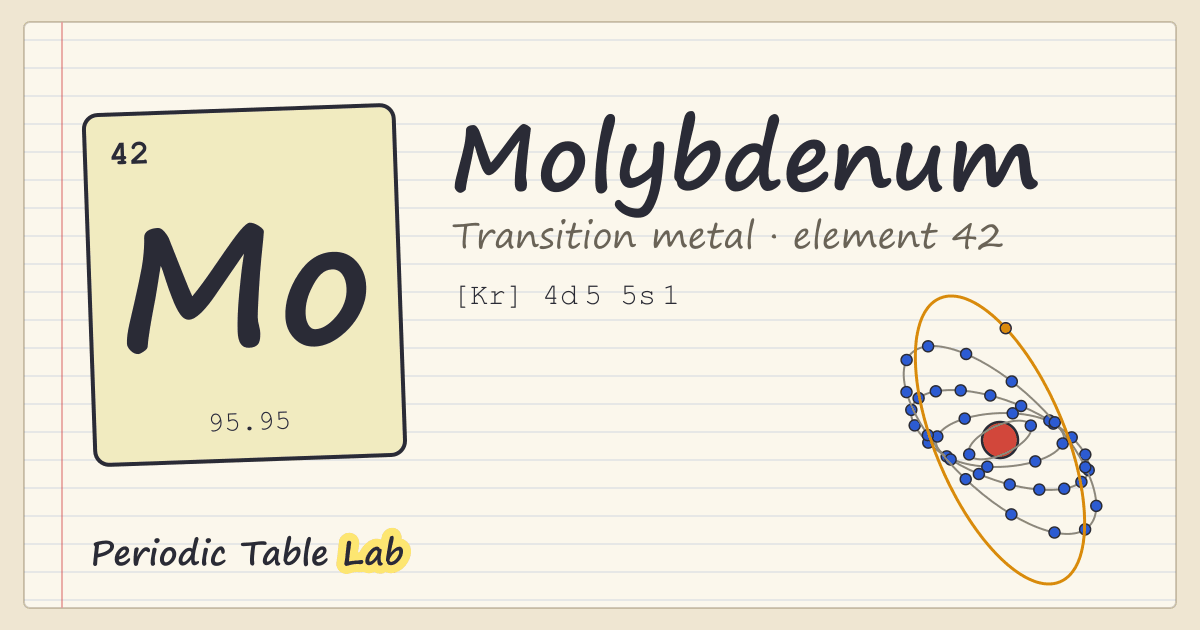 42
Mo
95.95
Molybdenum
Transition metal · element 42
[Kr] 4d5 5s1
Periodic Table Lab